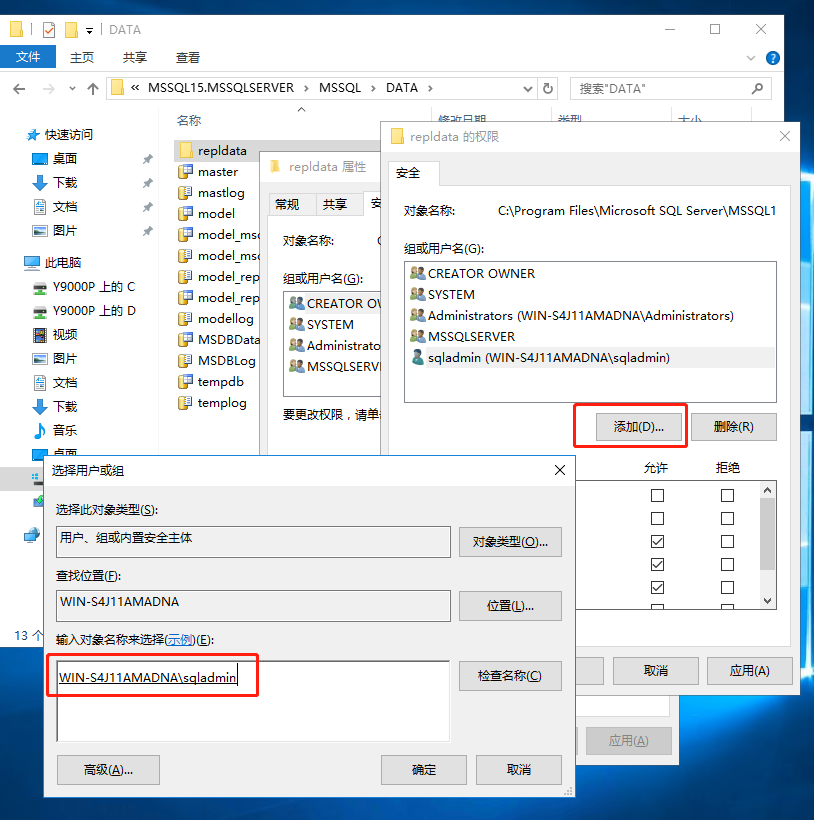 DATA
文件 主页 共享 查看
« MSSQL15.MSSQLSERVER › MSSQL › DATA ›
搜索"DATA"
名称
快速访问
桌面
下载
文档
图片
此电脑
Y9000P 上的 C
Y9000P 上的 D
视频
图片
文档
下载
音乐
桌面
13 个
repldata
master
mastlog
model
model_msd
model_msd
model_rep
model_rep
modellog
MSDBData
MSDBLog
tempdb
templog
repldata 属性
常规 共享
对象名称:
组或用户名(G):
CREATOR OW
SYSTEM
Administrato
MSSQLSERV
要更改权限，请单
应用(A)
repldata 的权限
安全
对象名称: C:\Program Files\Microsoft SQL Server\MSSQL1
组或用户名(G):
CREATOR OWNER
SYSTEM
Administrators (WIN-S4J11AMADNA\Administrators)
MSSQLSERVER
sqladmin (WIN-S4J11AMADNA\sqladmin)
添加(D)... 删除(R)
允许 拒绝
取消 应用(A)
选择用户或组
选择此对象类型(S):
用户、组或内置安全主体 对象类型(O)...
查找位置(F):
WIN-S4J11AMADNA 位置(L)...
输入对象名称来选择(示例)(E):
WIN-S4J11AMADNA\sqladmin 检查名称(C)
高级(A)... 确定 取消